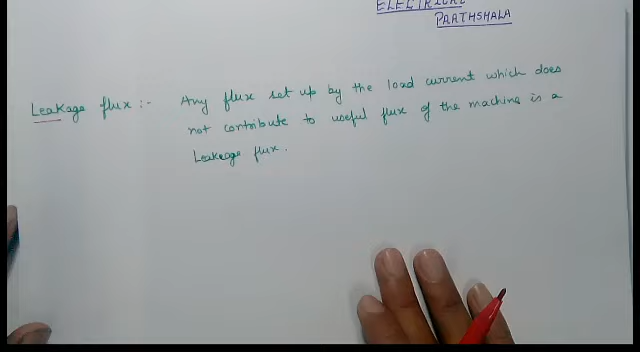 ELECTRICAL
PAATHSHALA
Leakage flux :- Any flux set up by the load current which does
not contribute to useful flux of the machine is a
Leakage flux.